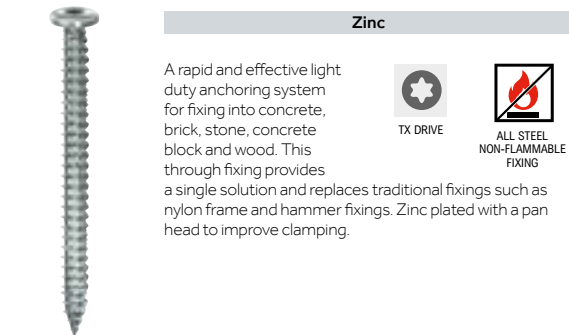 Zinc
A rapid and effective light
duty anchoring system
for fixing into concrete,
brick, stone, concrete
block and wood. This
through fixing provides
a single solution and replaces traditional fixings such as
nylon frame and hammer fixings. Zinc plated with a pan
head to improve clamping.
TX DRIVE
ALL STEEL
NON-FLAMMABLE
FIXING